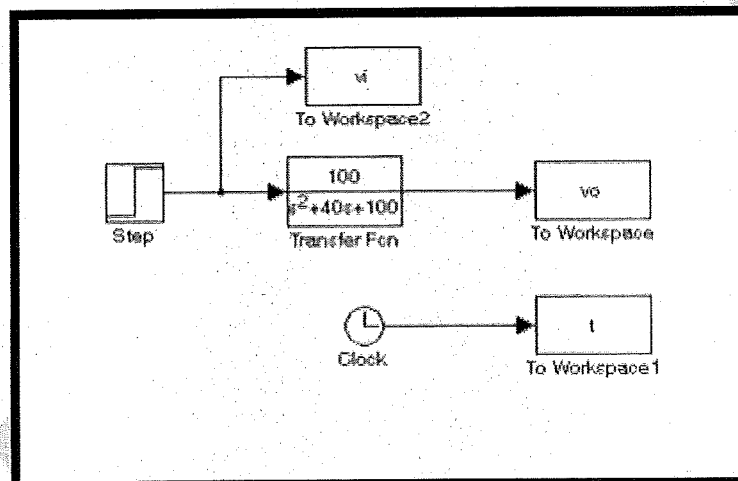 vi
To Workspace2
100
s²+40s+100
Transfer Fcn
Step
vo
To Workspace
Clock
t
To Workspace1